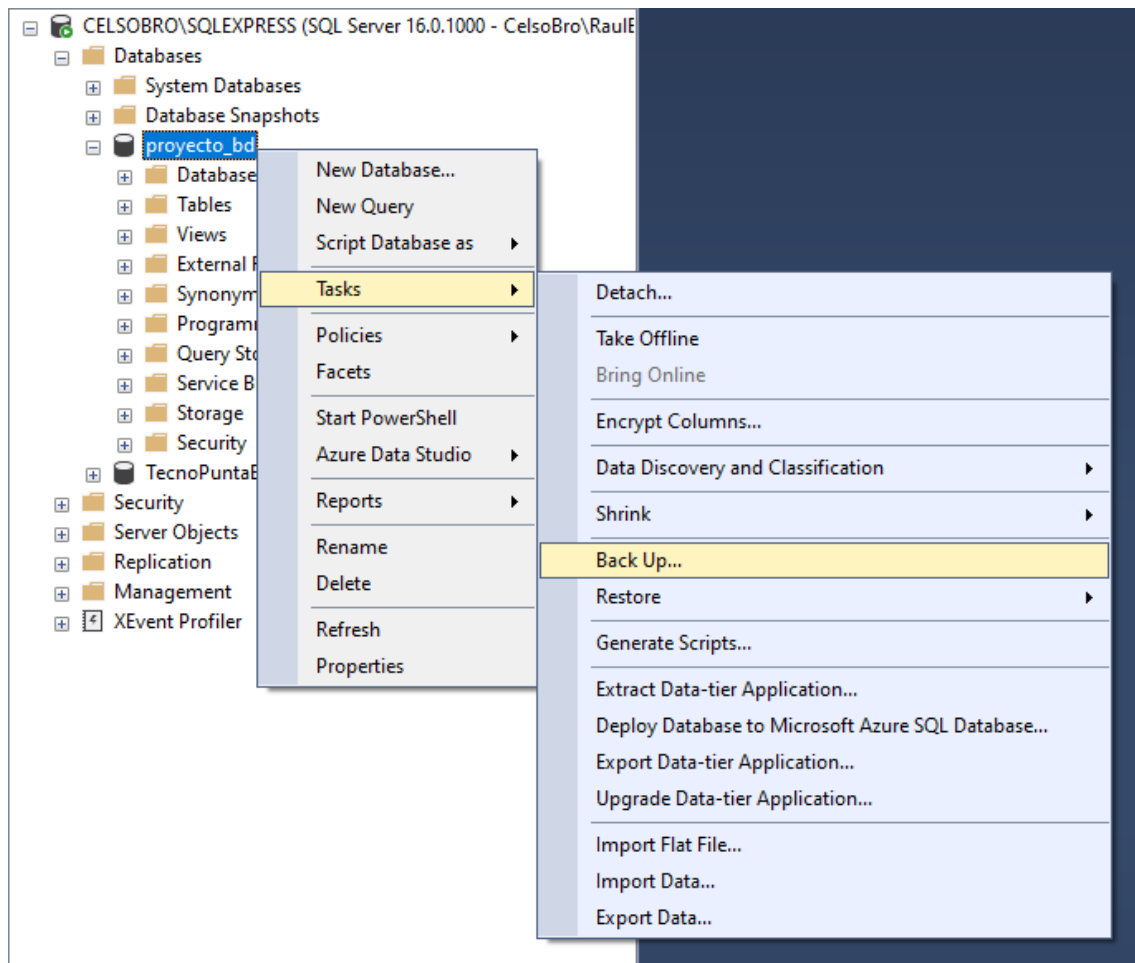 CELSOBRO\SQLEXPRESS (SQL Server 16.0.1000 - CelsoBro\RaulE
Databases
System Databases
Database Snapshots
proyecto_bd
Database
Tables
Views
External F
Synonym
Program
Query Sto
Service B
Storage
Security
TecnoPuntaE
Security
Server Objects
Replication
Management
XEvent Profiler
New Database...
New Query
Script Database as
Tasks
Policies
Facets
Start PowerShell
Azure Data Studio
Reports
Rename
Delete
Refresh
Properties
Detach...
Take Offline
Bring Online
Encrypt Columns...
Data Discovery and Classification
Shrink
Back Up...
Restore
Generate Scripts...
Extract Data-tier Application...
Deploy Database to Microsoft Azure SQL Database...
Export Data-tier Application...
Upgrade Data-tier Application...
Import Flat File...
Import Data...
Export Data...